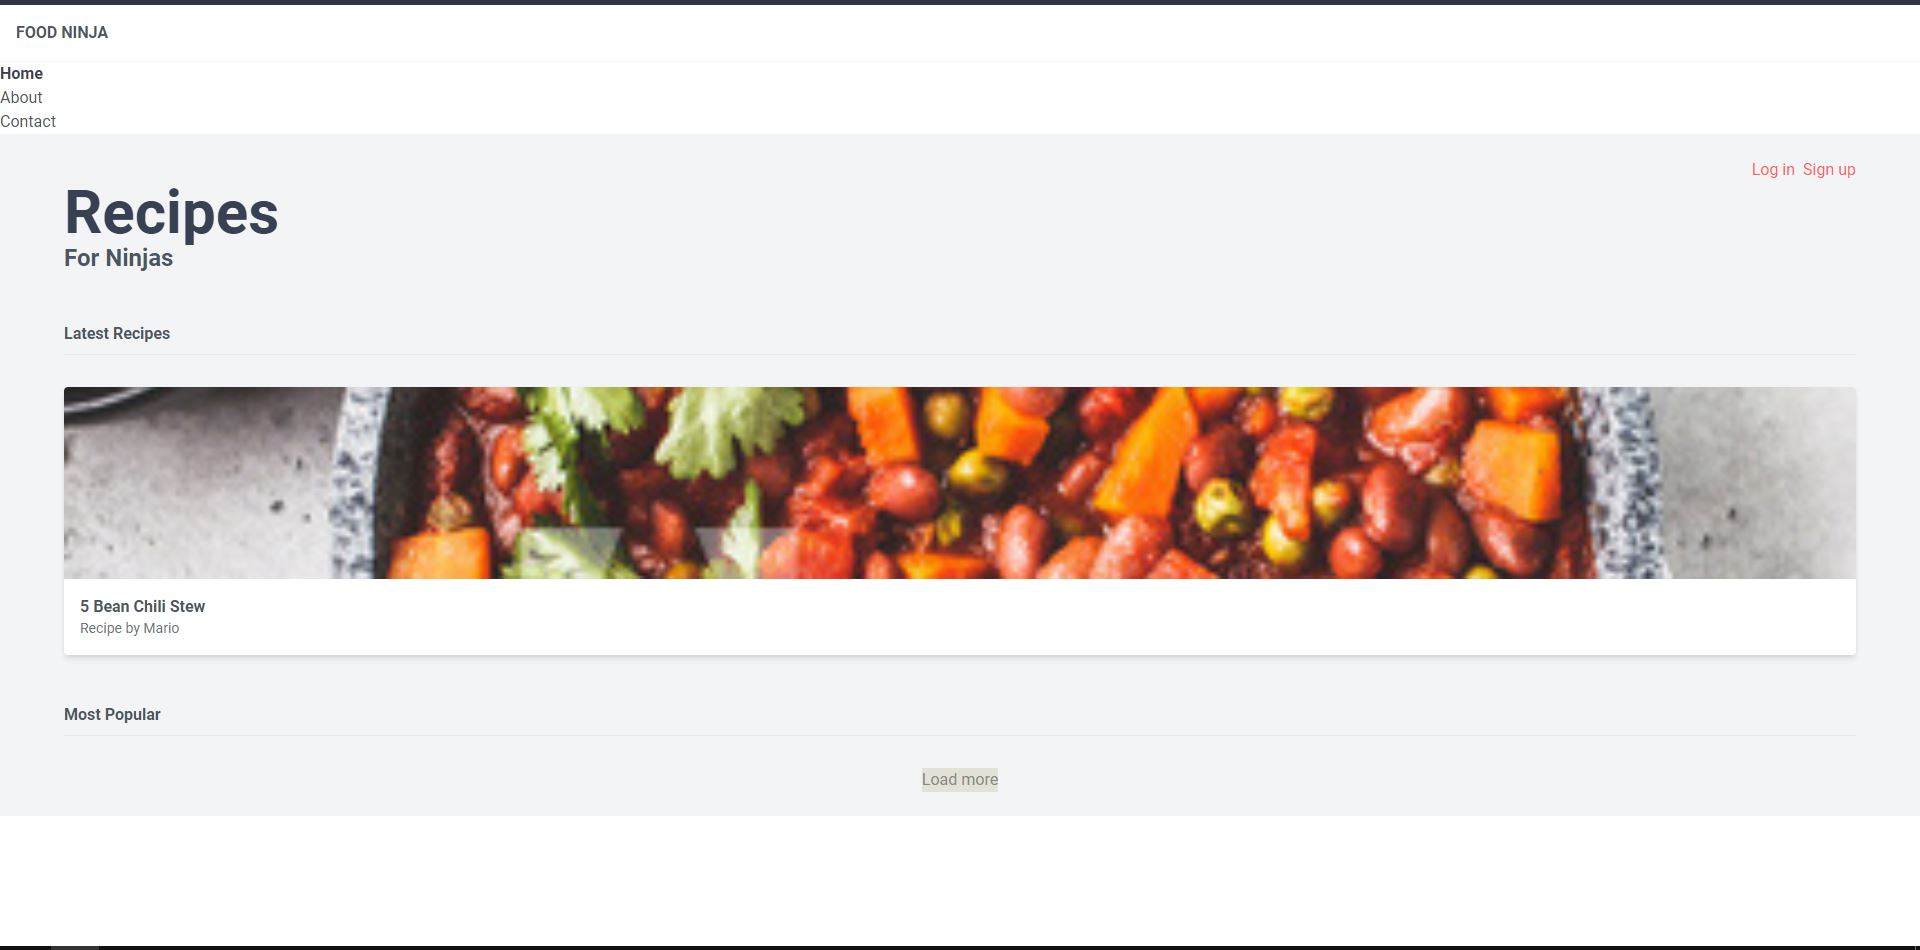 FOOD NINJA
Home
About
Contact
Log in Sign up
Recipes
For Ninjas
Latest Recipes
5 Bean Chili Stew
Recipe by Mario
Most Popular
Load more